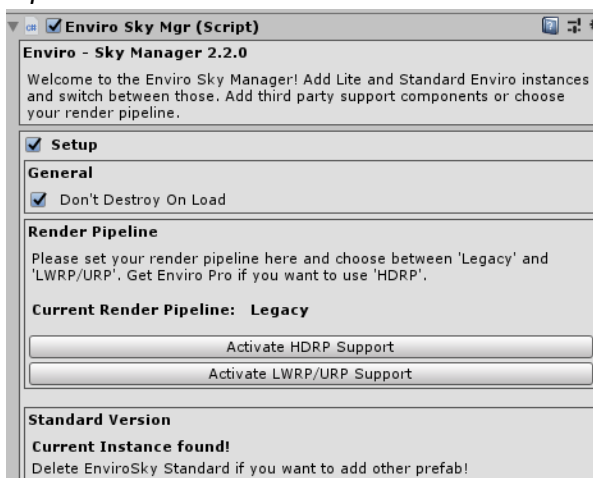 Enviro Sky Mgr (Script)
Enviro - Sky Manager 2.2.0
Welcome to the Enviro Sky Manager! Add Lite and Standard Enviro instances
and switch between those. Add third party support components or choose
your render pipeline.
Setup
General
Don't Destroy On Load
Render Pipeline
Please set your render pipeline here and choose between 'Legacy' and
'LWRP/URP'. Get Enviro Pro if you want to use 'HDRP'.
Current Render Pipeline: Legacy
Activate HDRP Support
Activate LWRP/URP Support
Standard Version
Current Instance found!
Delete EnviroSky Standard if you want to add other prefab!